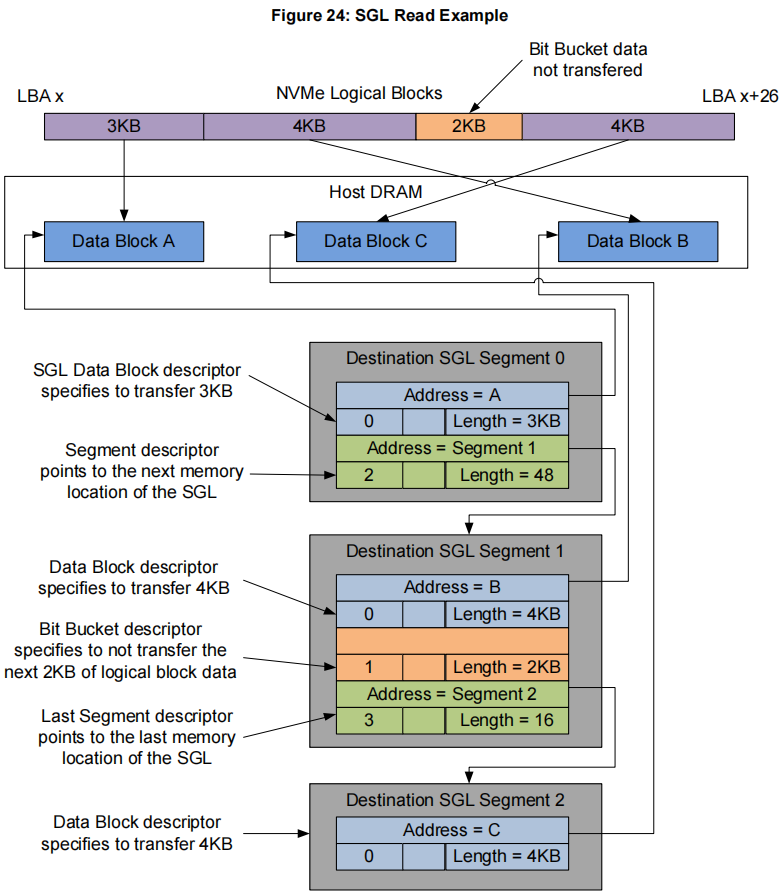 Figure 24: SGL Read Example
Bit Bucket data
not transfered
LBA x
NVMe Logical Blocks
LBA x+26
3KB
4KB
2KB
4KB
Host DRAM
Data Block A
Data Block C
Data Block B
Destination SGL Segment 0
SGL Data Block descriptor
specifies to transfer 3KB
Address = A
0
Length = 3KB
Segment descriptor
points to the next memory
location of the SGL
Address = Segment 1
2
Length = 48
Destination SGL Segment 1
Data Block descriptor
specifies to transfer 4KB
Address = B
0
Length = 4KB
Bit Bucket descriptor
specifies to not transfer the
next 2KB of logical block data
1
Length = 2KB
Address = Segment 2
Last Segment descriptor
points to the last memory
location of the SGL
3
Length = 16
Destination SGL Segment 2
Data Block descriptor
specifies to transfer 4KB
Address = C
0
Length = 4KB